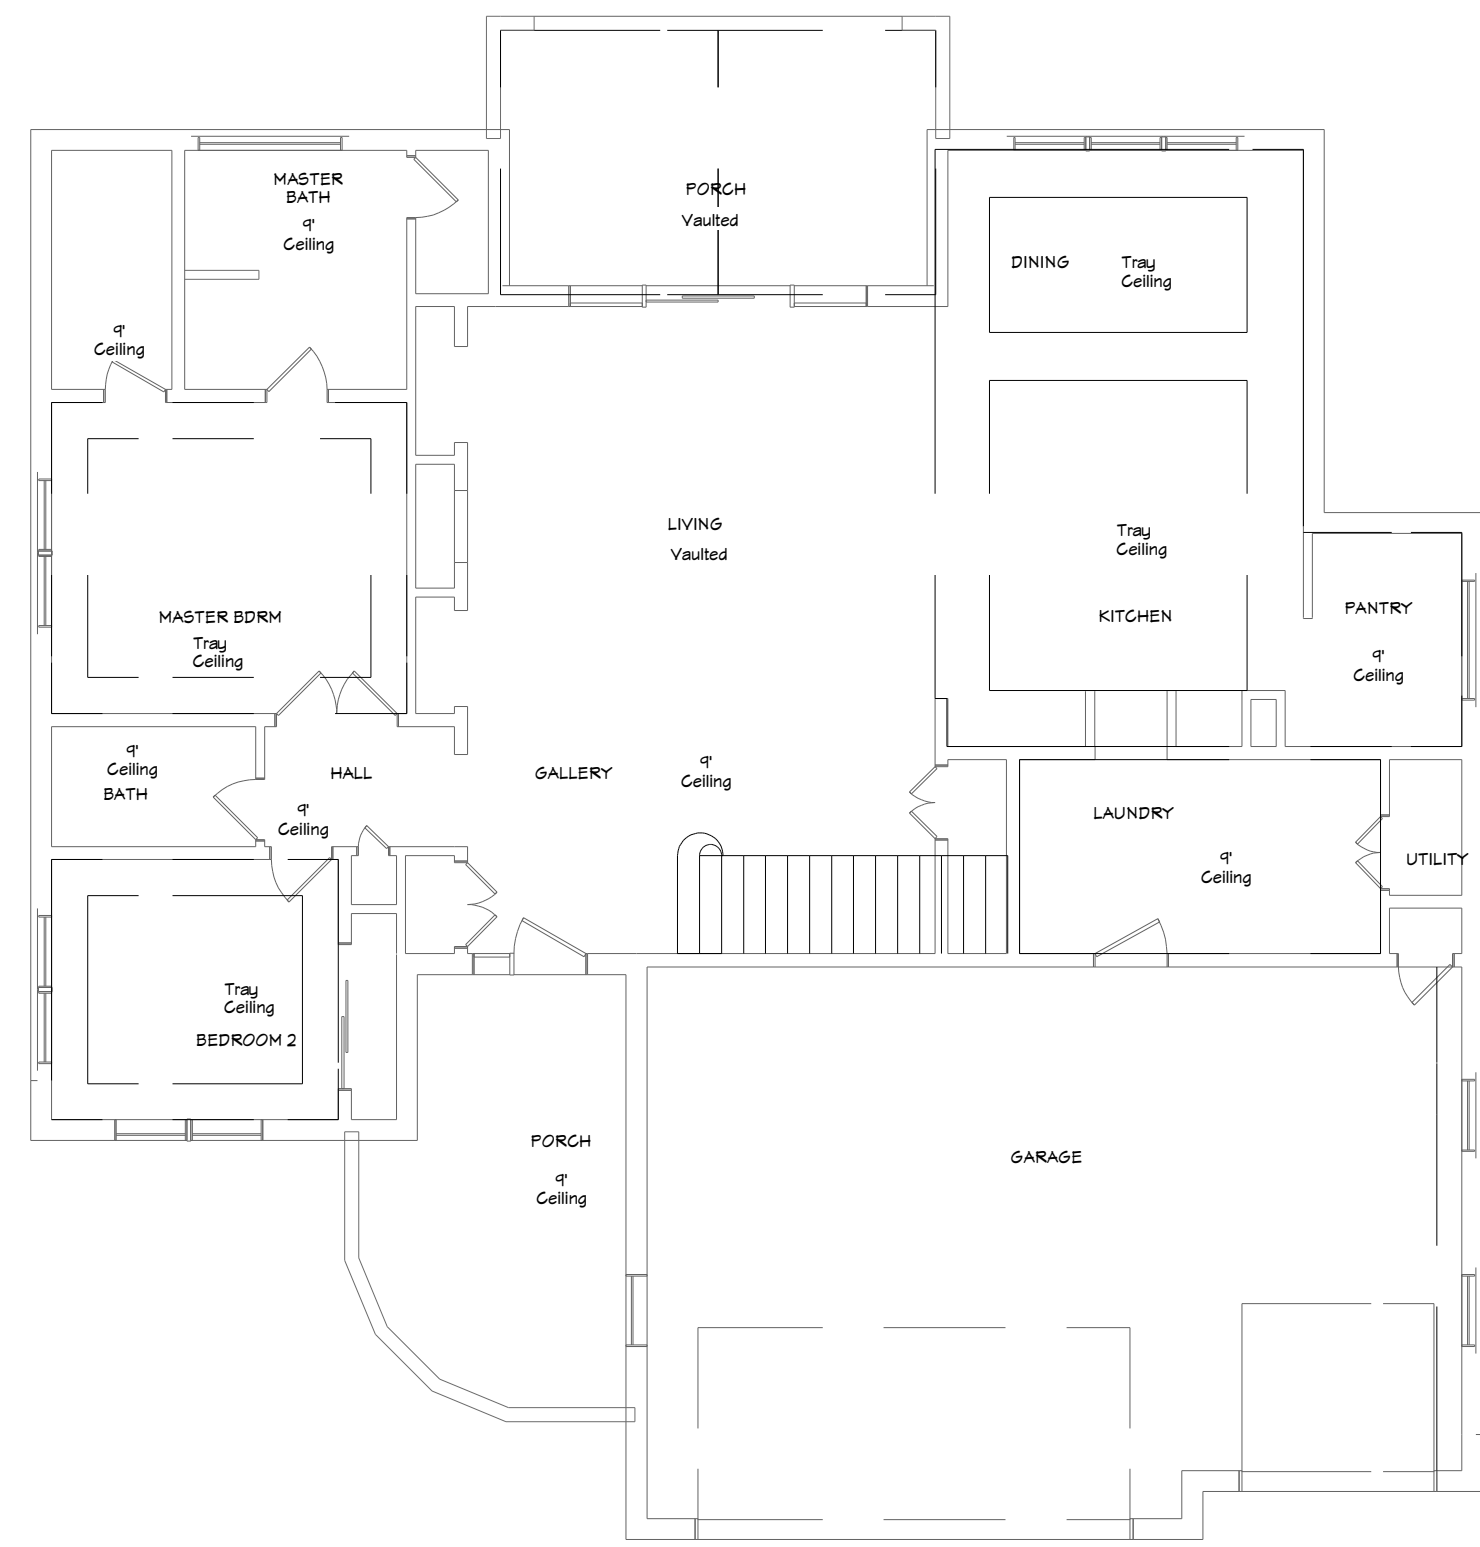 MASTER
BATH
9'
Ceiling
PORCH
Vaulted
DINING
Tray
Ceiling
9'
Ceiling
LIVING
Vaulted
Tray
Ceiling
KITCHEN
PANTRY
9'
Ceiling
MASTER BDRM
Tray
Ceiling
9'
Ceiling
BATH
HALL
9'
Ceiling
GALLERY
9'
Ceiling
LAUNDRY
9'
Ceiling
UTILITY
Tray
Ceiling
BEDROOM 2
PORCH
9'
Ceiling
GARAGE